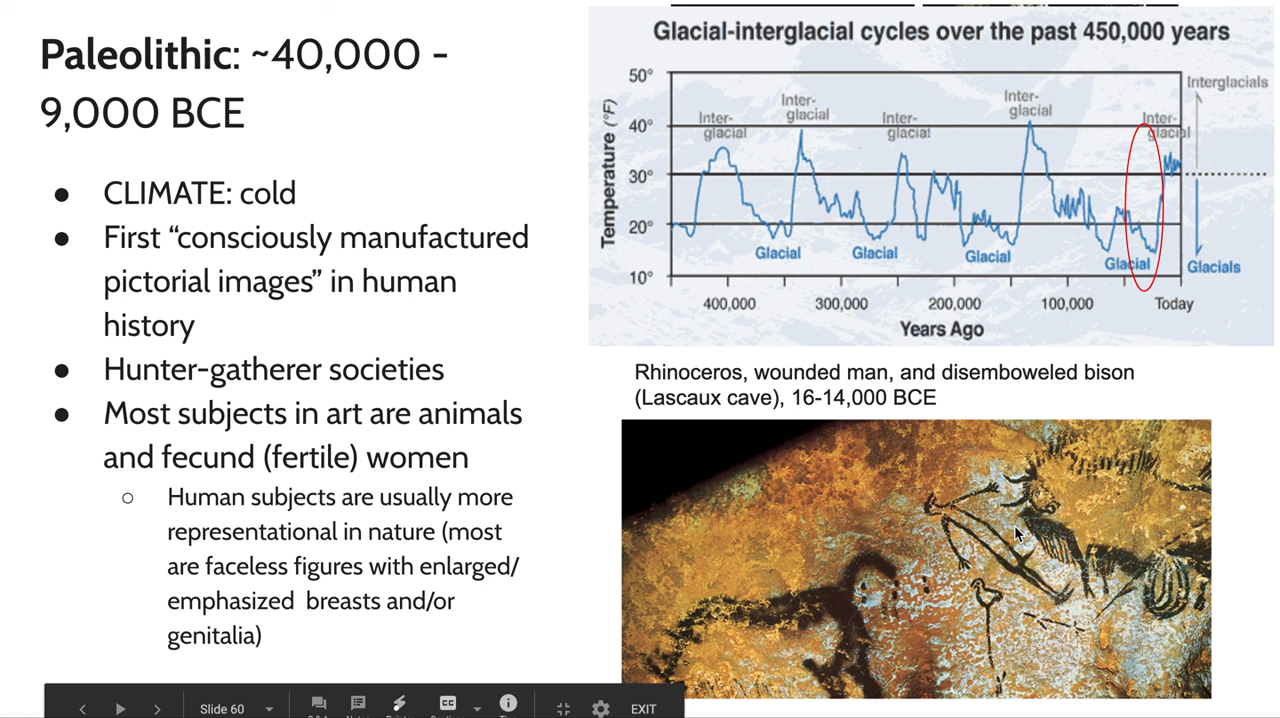 Paleolithic: ~40,000 -
9,000 BCE
● CLIMATE: cold
● First “consciously manufactured
pictorial images” in human
history
● Hunter-gatherer societies
● Most subjects in art are animals
and fecund (fertile) women
○ Human subjects are usually more
representational in nature (most
are faceless figures with enlarged/
emphasized breasts and/or
genitalia)
Glacial-interglacial cycles over the past 450,000 years
Temperature (°F)
50°
40°
30°
20°
10°
Inter-
glacial
Inter-
glacial
Inter-
glacial
Inter-
glacial
Inter-
glacial
Interglacials
Glacial
Glacial
Glacial
Glacial
Glacials
400,000 300,000 200,000 100,000 Today
Years Ago
Rhinoceros, wounded man, and disemboweled bison
(Lascaux cave), 16-14,000 BCE
Slide 60
CC
EXIT